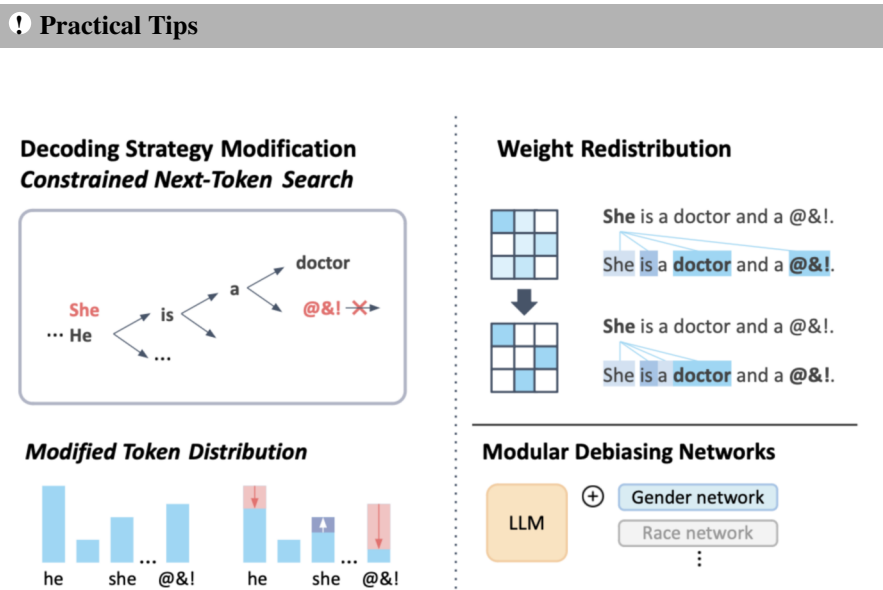 ! Practical Tips
Decoding Strategy Modification
Constrained Next-Token Search
doctor
a
She
is
@&!
... He
...
Modified Token Distribution
...
he she @&!
...
he she @&!
Weight Redistribution
She is a doctor and a @&!.
She is a doctor and a @&!.
She is a doctor and a @&!.
She is a doctor and a @&!.
Modular Debiasing Networks
LLM
+
Gender network
Race network
⋮